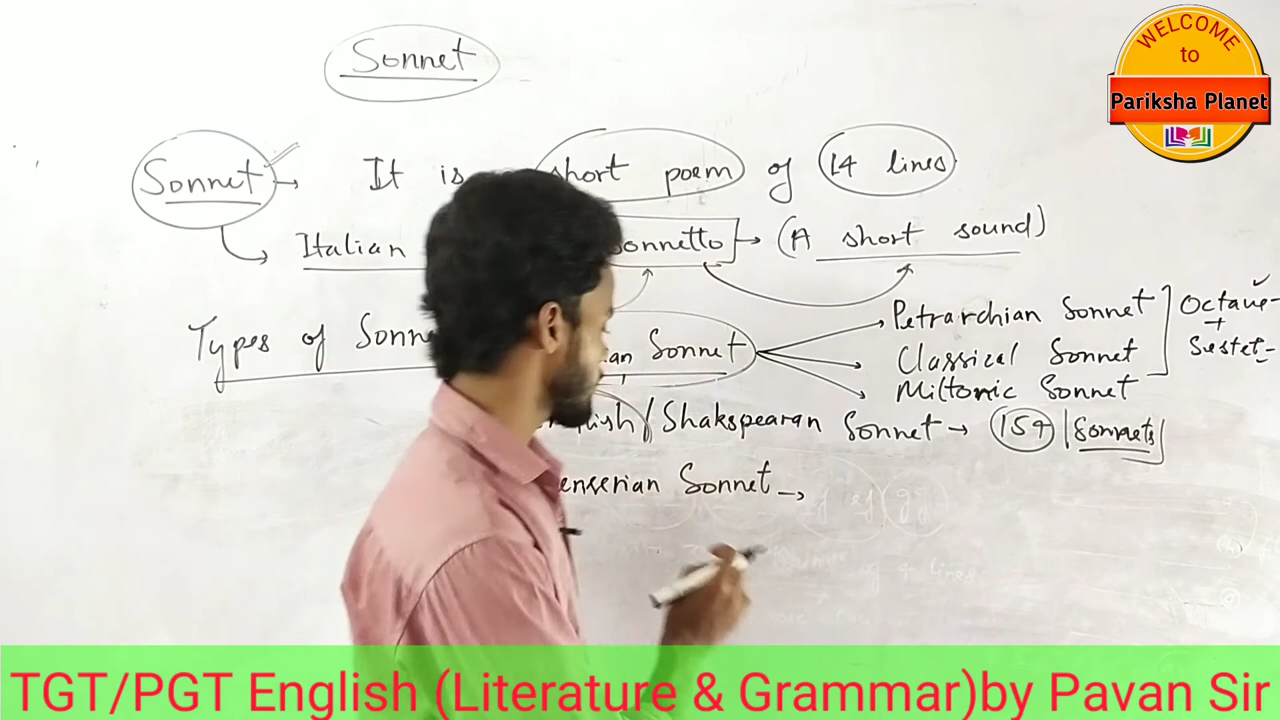 Sonnet
WELCOME
to
Pariksha Planet
Sonnet → It is short poem of 14 lines
Italian sonnetto → (A short sound)
Types of Sonne
an Sonnet
Petrarchian Sonnet
Classical Sonnet
Miltonic Sonnet
Octave
+
Sestet
/Shakspearan Sonnet → 154 | Sonnets
enserian Sonnet →
TGT/PGT English (Literature & Grammar)by Pavan Sir